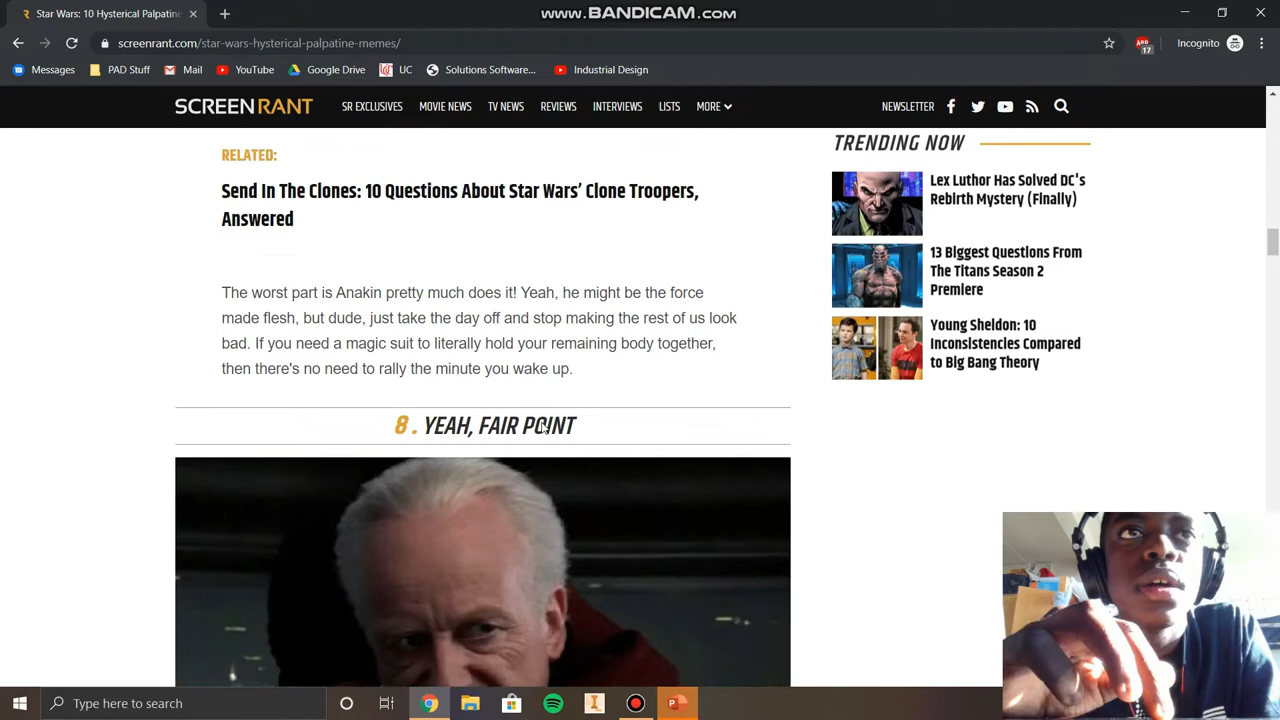 Star Wars: 10 Hysterical Palpatine
www.BANDICAM.com
screenrant.com/star-wars-hysterical-palpatine-memes/
17
Incognito
Messages PAD Stuff Mail YouTube Google Drive UC Solutions Software... Industrial Design
SCREENRANT SR EXCLUSIVES MOVIE NEWS TV NEWS REVIEWS INTERVIEWS LISTS MORE NEWSLETTER
RELATED:
Send In The Clones: 10 Questions About Star Wars’ Clone Troopers,
Answered
The worst part is Anakin pretty much does it! Yeah, he might be the force
made flesh, but dude, just take the day off and stop making the rest of us look
bad. If you need a magic suit to literally hold your remaining body together,
then there's no need to rally the minute you wake up.
8 . YEAH, FAIR POINT
TRENDING NOW
Lex Luthor Has Solved DC's
Rebirth Mystery (Finally)
13 Biggest Questions From
The Titans Season 2
Premiere
Young Sheldon: 10
Inconsistencies Compared
to Big Bang Theory
Type here to search